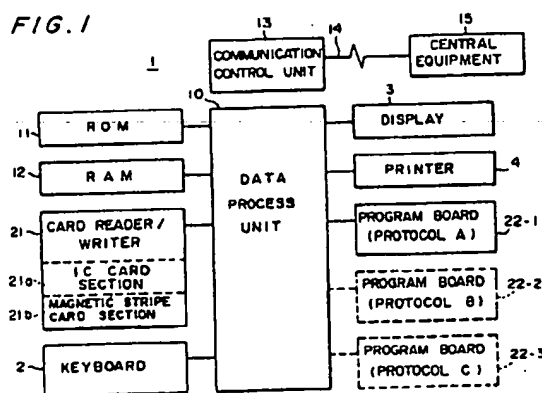 FIG. 1
13
14
15
COMMUNICATION
CONTROL UNIT
CENTRAL
EQUIPMENT
1
10
3
ROM
11
DISPLAY
RAM
12
PRINTER
4
DATA
PROCESS
UNIT
21
CARD READER/
WRITER
PROGRAM BOARD
(PROTOCOL A)
22-1
21a
IC CARD
SECTION
21b
MAGNETIC STRIPE
CARD SECTION
PROGRAM BOARD
(PROTOCOL B)
22-2
2
KEYBOARD
PROGRAM BOARD
(PROTOCOL C)
22-3